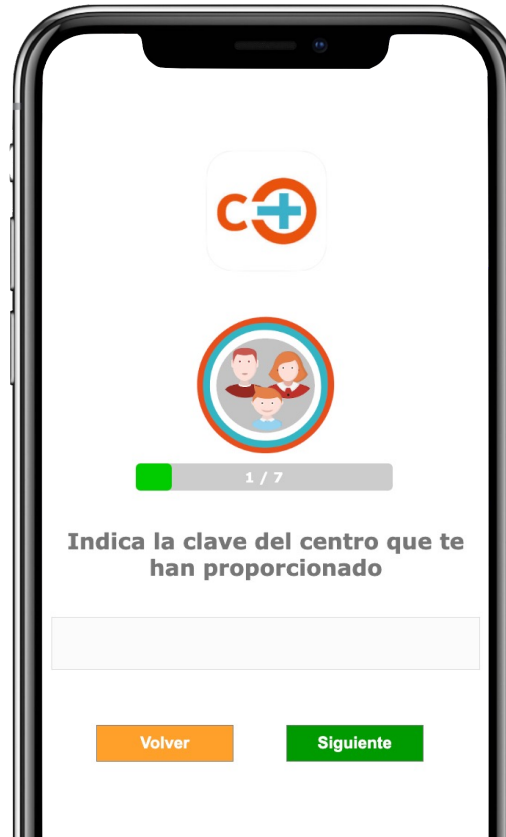 C+
1 / 7
Indica la clave del centro que te
han proporcionado
Volver
Siguiente